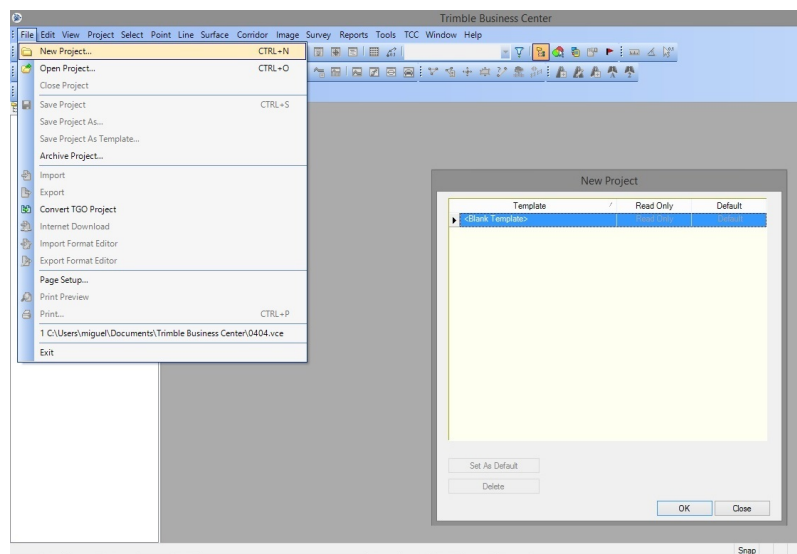 Trimble Business Center
File Edit View Project Select Point Line Surface Corridor Image Survey Reports Tools TCC Window Help
New Project... CTRL+N
Open Project... CTRL+O
Close Project
Save Project CTRL+S
Save Project As...
Save Project As Template...
Archive Project...
Import
Export
Convert TGO Project
Internet Download
Import Format Editor
Export Format Editor
Page Setup...
Print Preview
Print... CTRL+P
1 C:\Users\miguel\Documents\Trimble Business Center\0404.vce
Exit
New Project
Template Read Only Default
<Blank Template> Read Only Default
Set As Default
Delete
OK Close
Snap